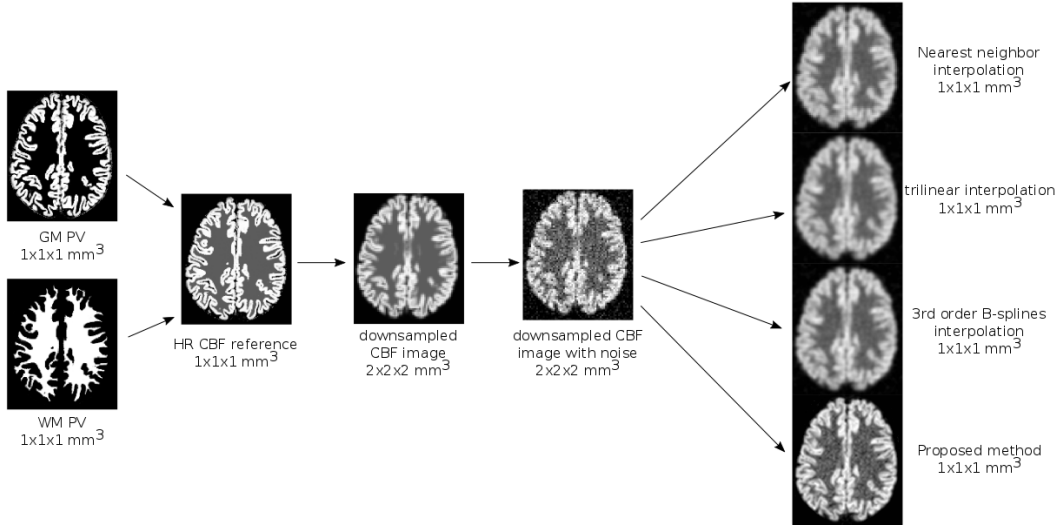 GM PV
1x1x1 mm³
WM PV
1x1x1 mm³
HR CBF reference
1x1x1 mm³
downsampled
CBF image
2x2x2 mm³
downsampled CBF
image with noise
2x2x2 mm³
Nearest neighbor
interpolation
1x1x1 mm³
trilinear interpolation
1x1x1 mm³
3rd order B-splines
interpolation
1x1x1 mm³
Proposed method
1x1x1 mm³